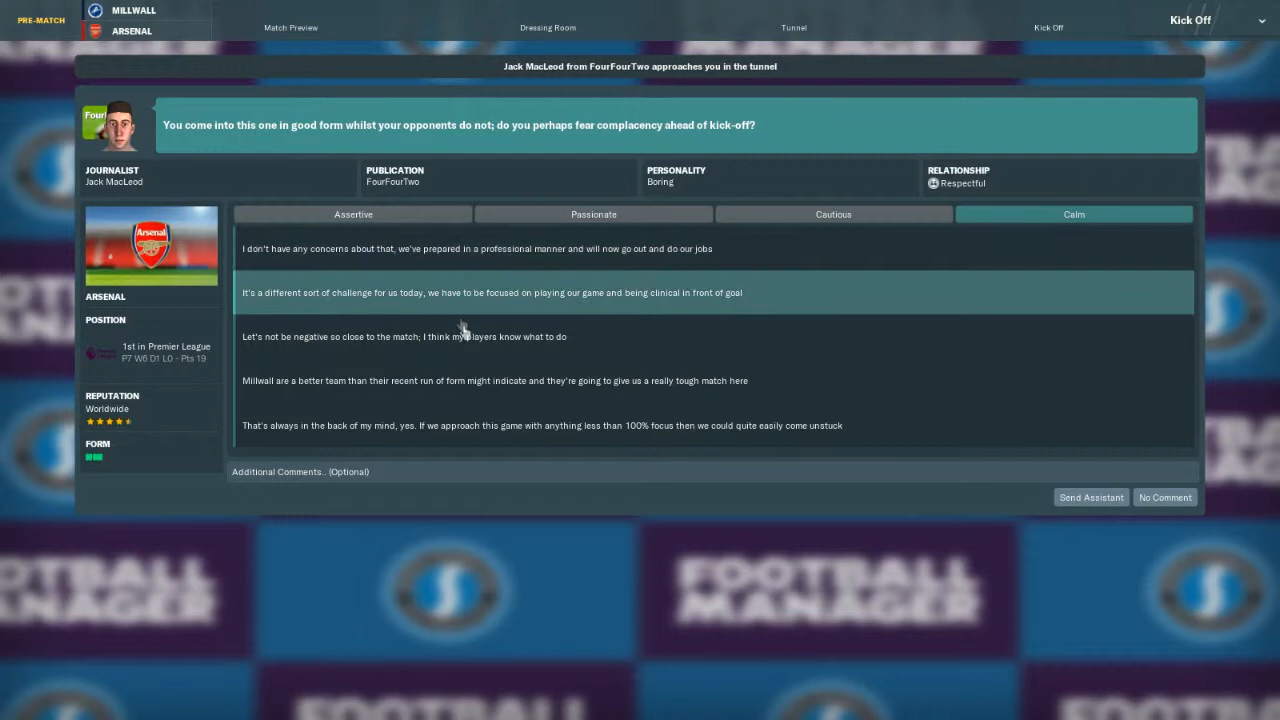 PRE-MATCH
MILLWALL
ARSENAL
Match Preview
Dressing Room
Tunnel
Kick Off
Kick Off
Jack MacLeod from FourFourTwo approaches you in the tunnel
Four
You come into this one in good form whilst your opponents do not; do you perhaps fear complacency ahead of kick-off?
JOURNALIST
Jack MacLeod
PUBLICATION
FourFourTwo
PERSONALITY
Boring
RELATIONSHIP
Respectful
Arsenal
ARSENAL
POSITION
1st in Premier League
P7 W6 D1 L0 - Pts 19
REPUTATION
Worldwide
FORM
Assertive
Passionate
Cautious
Calm
I don't have any concerns about that, we've prepared in a professional manner and will now go out and do our jobs
It's a different sort of challenge for us today, we have to be focused on playing our game and being clinical in front of goal
Let's not be negative so close to the match; I think my players know what to do
Millwall are a better team than their recent run of form might indicate and they're going to give us a really tough match here
That's always in the back of my mind, yes. If we approach this game with anything less than 100% focus then we could quite easily come unstuck
Additional Comments.. (Optional)
Send Assistant
No Comment
FOOTBALL
MANAGER
FOOTBALL
MANAGER